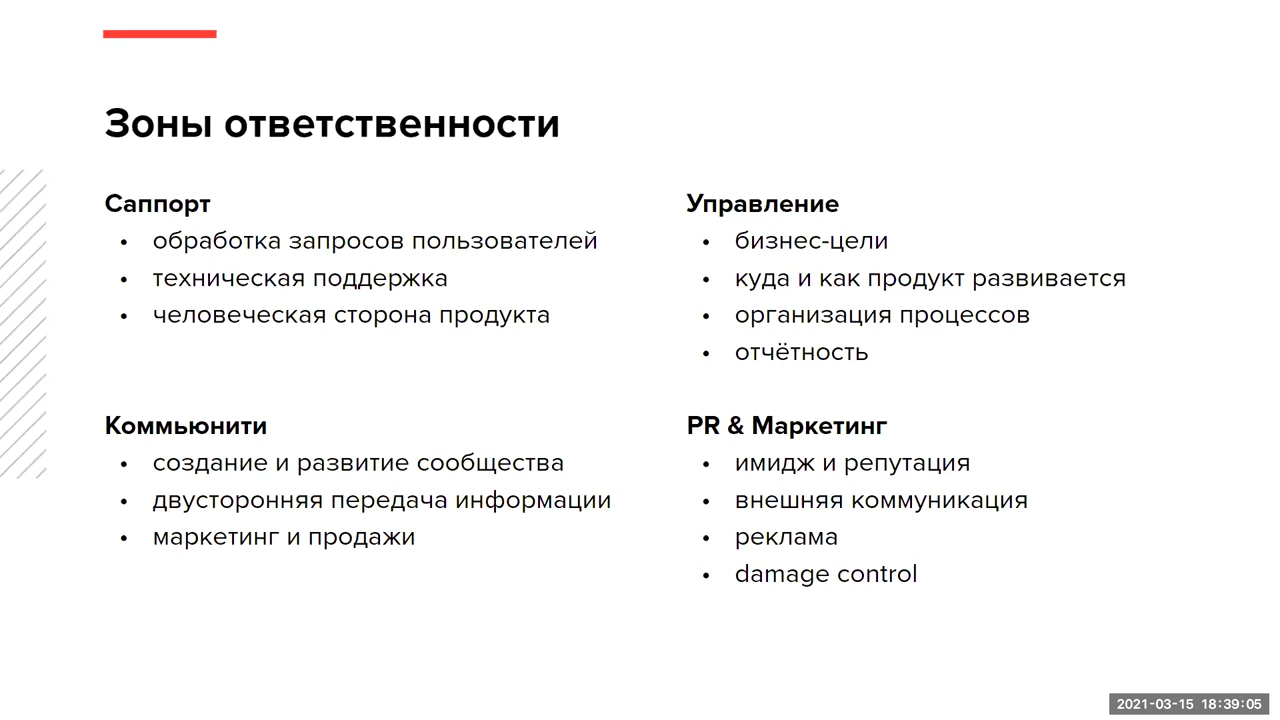 Зоны ответственности
Саппорт
• обработка запросов пользователей
• техническая поддержка
• человеческая сторона продукта
Управление
• бизнес-цели
• куда и как продукт развивается
• организация процессов
• отчётность
Коммьюнити
• создание и развитие сообщества
• двусторонняя передача информации
• маркетинг и продажи
PR & Маркетинг
• имидж и репутация
• внешняя коммуникация
• реклама
• damage control
2021-03-15 18:39:05